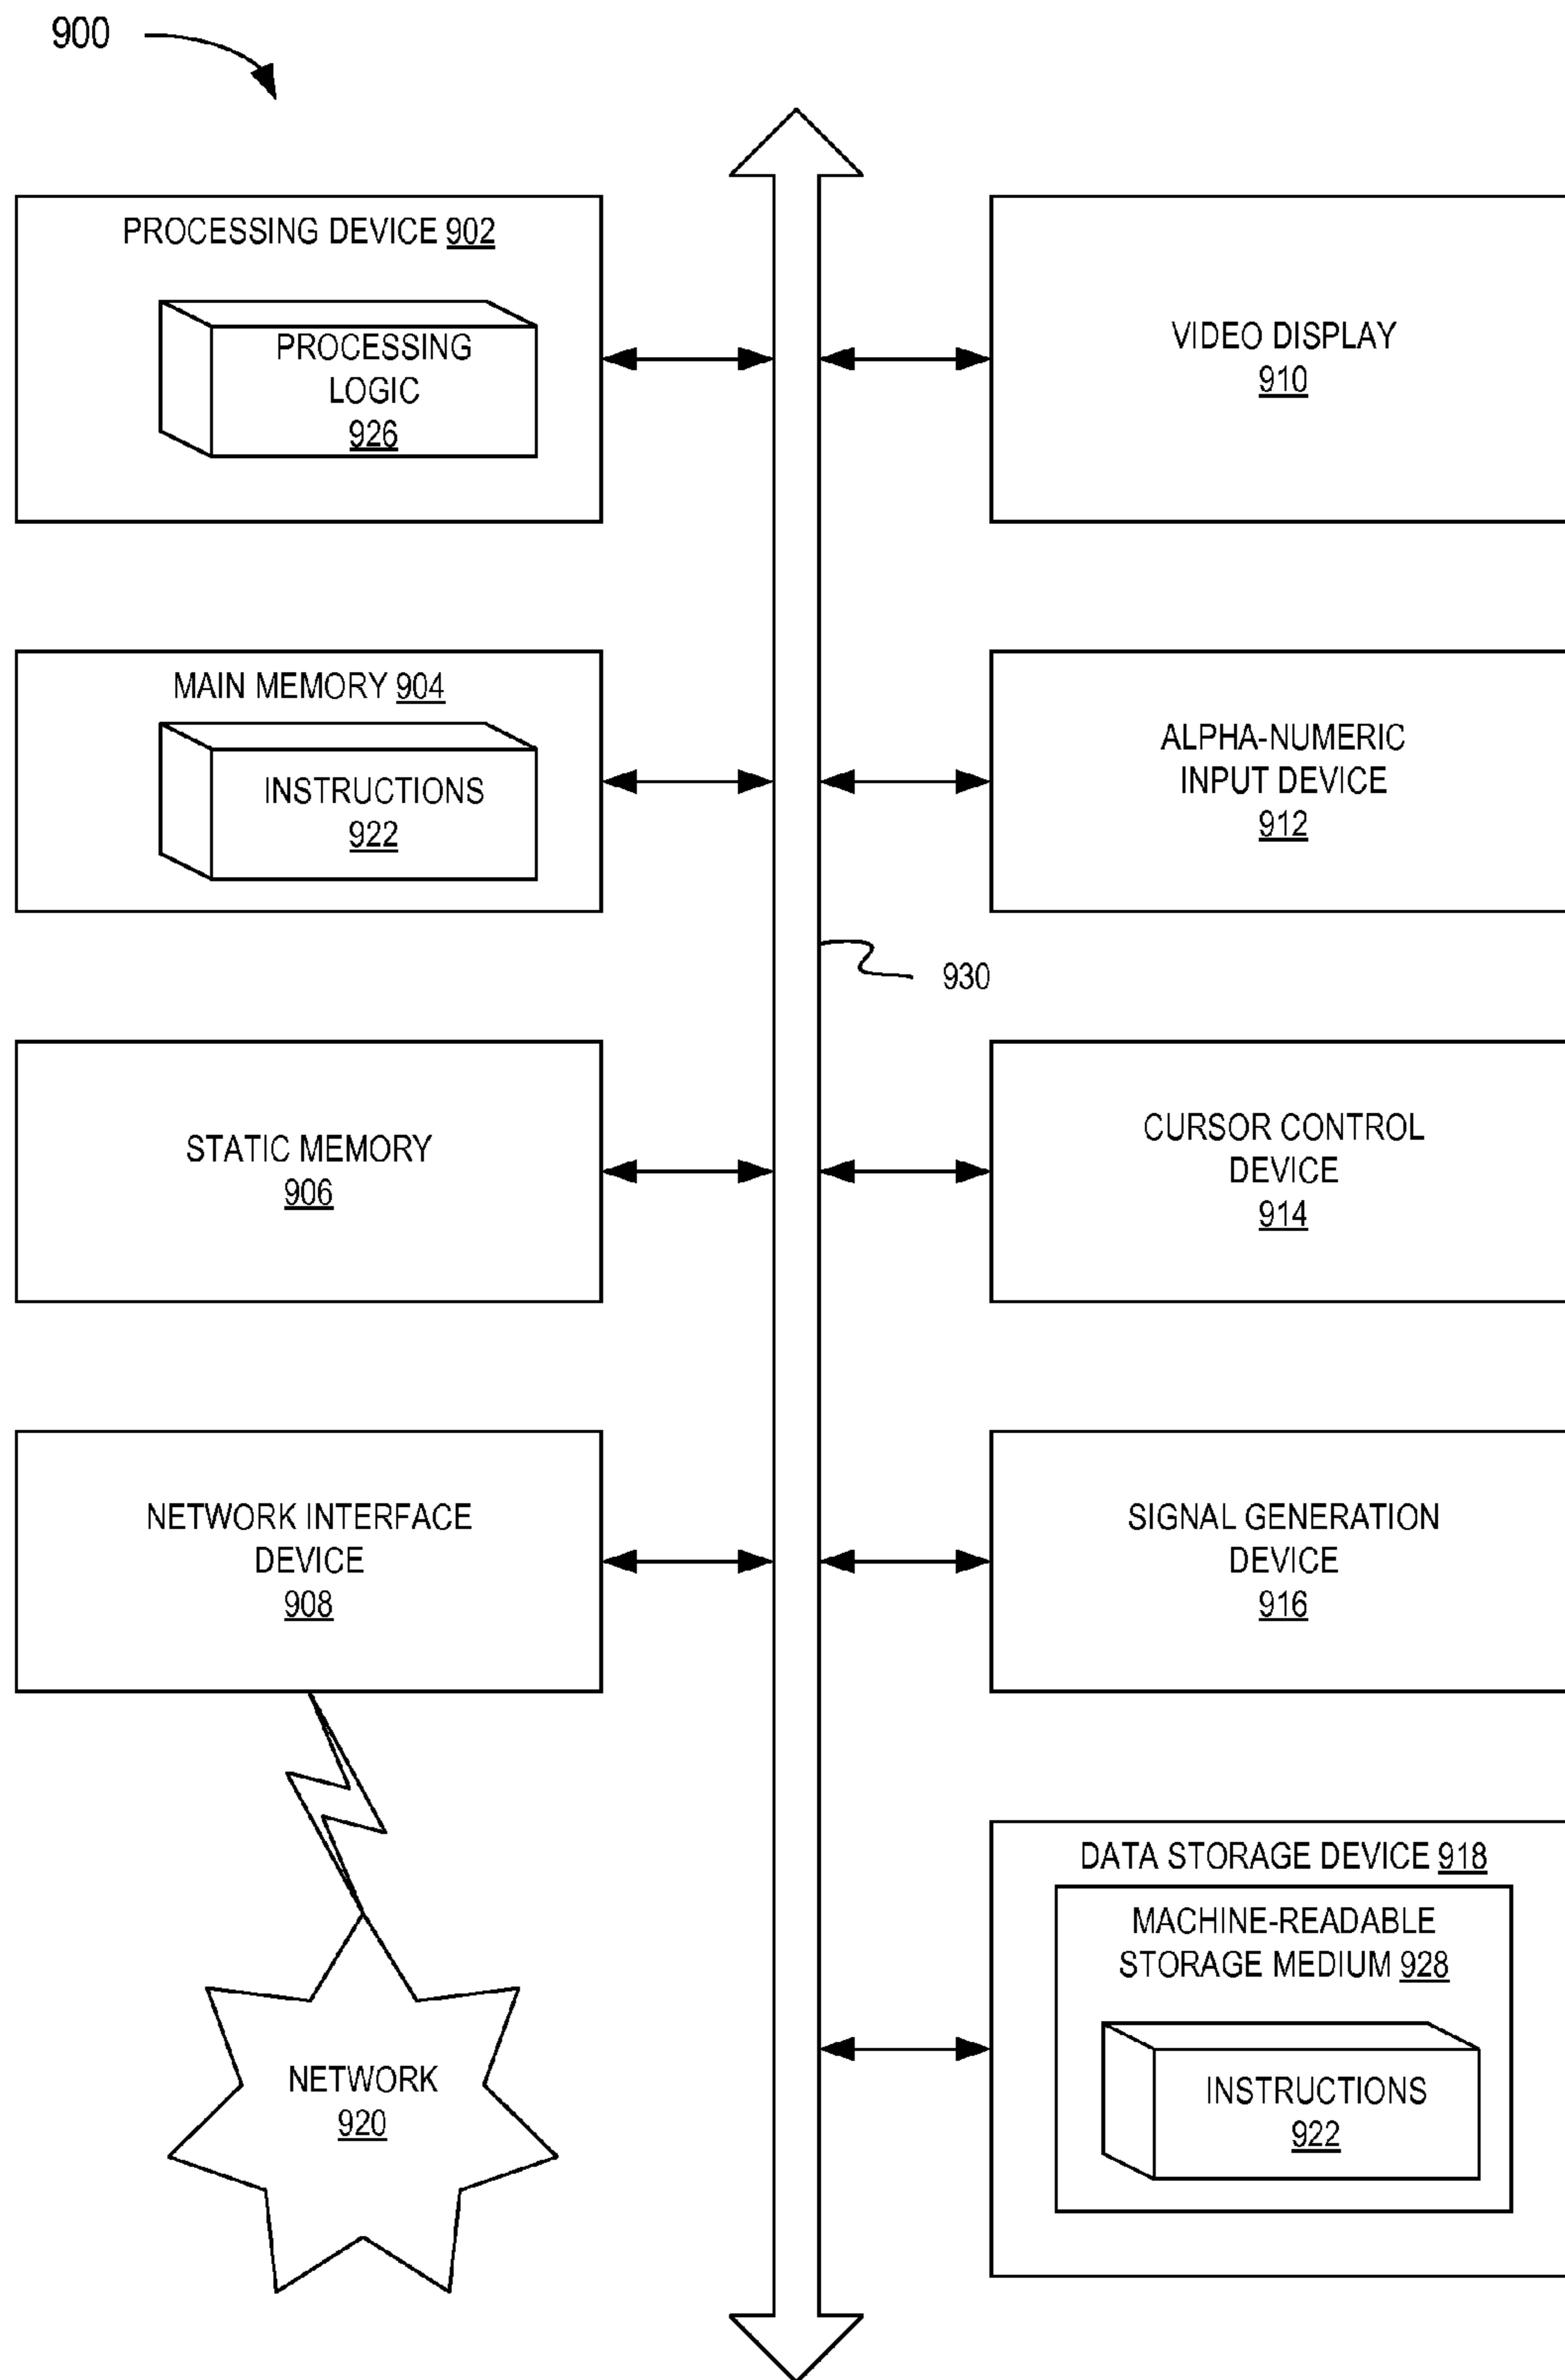 900
PROCESSING DEVICE 902
PROCESSING
LOGIC
926
VIDEO DISPLAY
910
MAIN MEMORY 904
INSTRUCTIONS
922
ALPHA-NUMERIC
INPUT DEVICE
912
930
STATIC MEMORY
906
CURSOR CONTROL
DEVICE
914
NETWORK INTERFACE
DEVICE
908
SIGNAL GENERATION
DEVICE
916
DATA STORAGE DEVICE 918
MACHINE-READABLE
STORAGE MEDIUM 928
INSTRUCTIONS
922
NETWORK
920